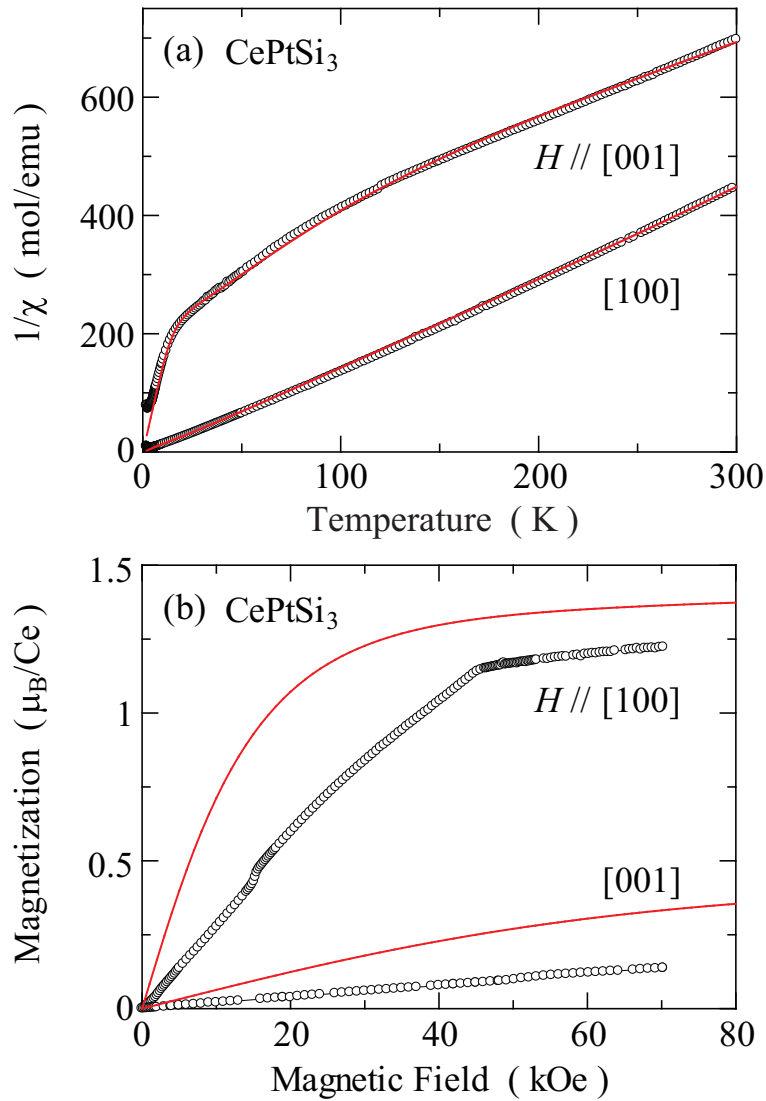 (a) CePtSi₃
600
400
200
0
1/χ ( mol/emu )
H // [001]
[100]
0 100 200 300
Temperature ( K )
(b) CePtSi₃
1.5
1
0.5
0
Magnetization ( μ_B/Ce )
H // [100]
[001]
0 20 40 60 80
Magnetic Field ( kOe )